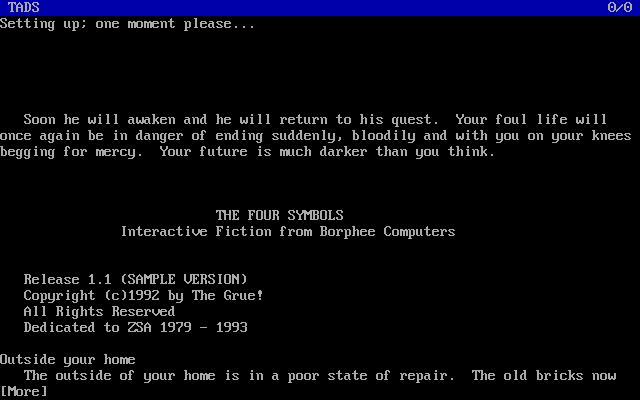 TADS 0/0
Setting up; one moment please...
Soon he will awaken and he will return to his quest.  Your foul life will
once again be in danger of ending suddenly, bloodily and with you on your knees
begging for mercy.  Your future is much darker than you think.
THE FOUR SYMBOLS
Interactive Fiction from Borphee Computers
Release 1.1 (SAMPLE VERSION)
Copyright (c)1992 by The Grue!
All Rights Reserved
Dedicated to ZSA 1979 - 1993
Outside your home
The outside of your home is in a poor state of repair.  The old bricks now
[More]